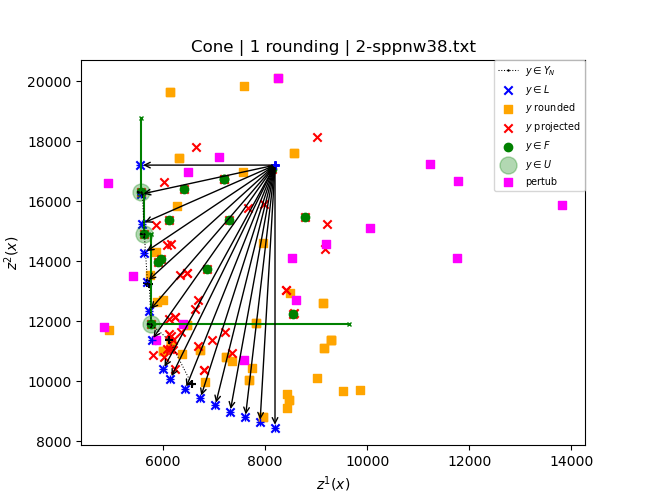 Cone | 1 rounding | 2-sppnw38.txt
20000
18000
16000
14000
12000
10000
8000
z²(x)
6000
8000
10000
12000
14000
z¹(x)
y ∈ Y_N
y ∈ L
y rounded
y projected
y ∈ F
y ∈ U
pertub